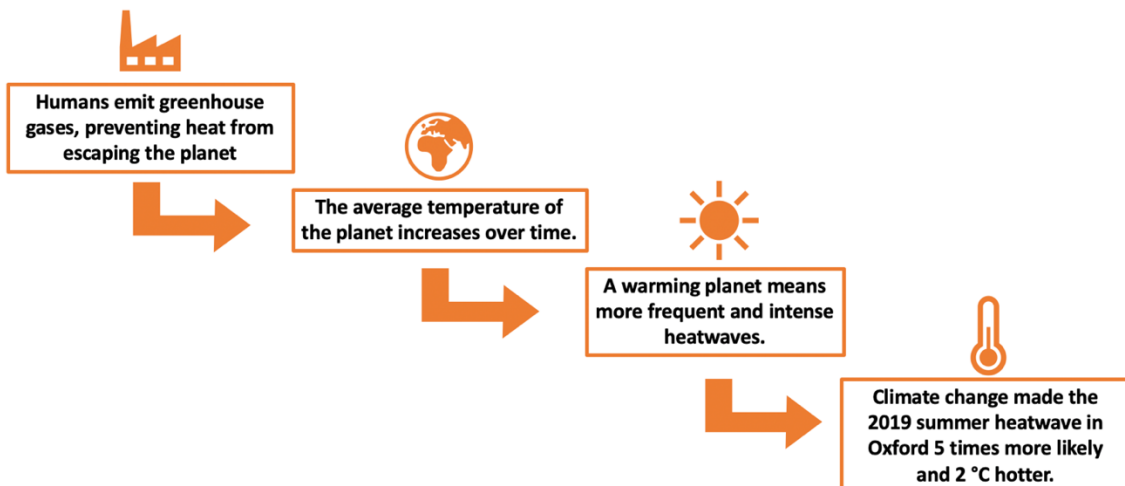 Humans emit greenhouse
gases, preventing heat from
escaping the planet
The average temperature of
the planet increases over time.
A warming planet means
more frequent and intense
heatwaves.
Climate change made the
2019 summer heatwave in
Oxford 5 times more likely
and 2 °C hotter.